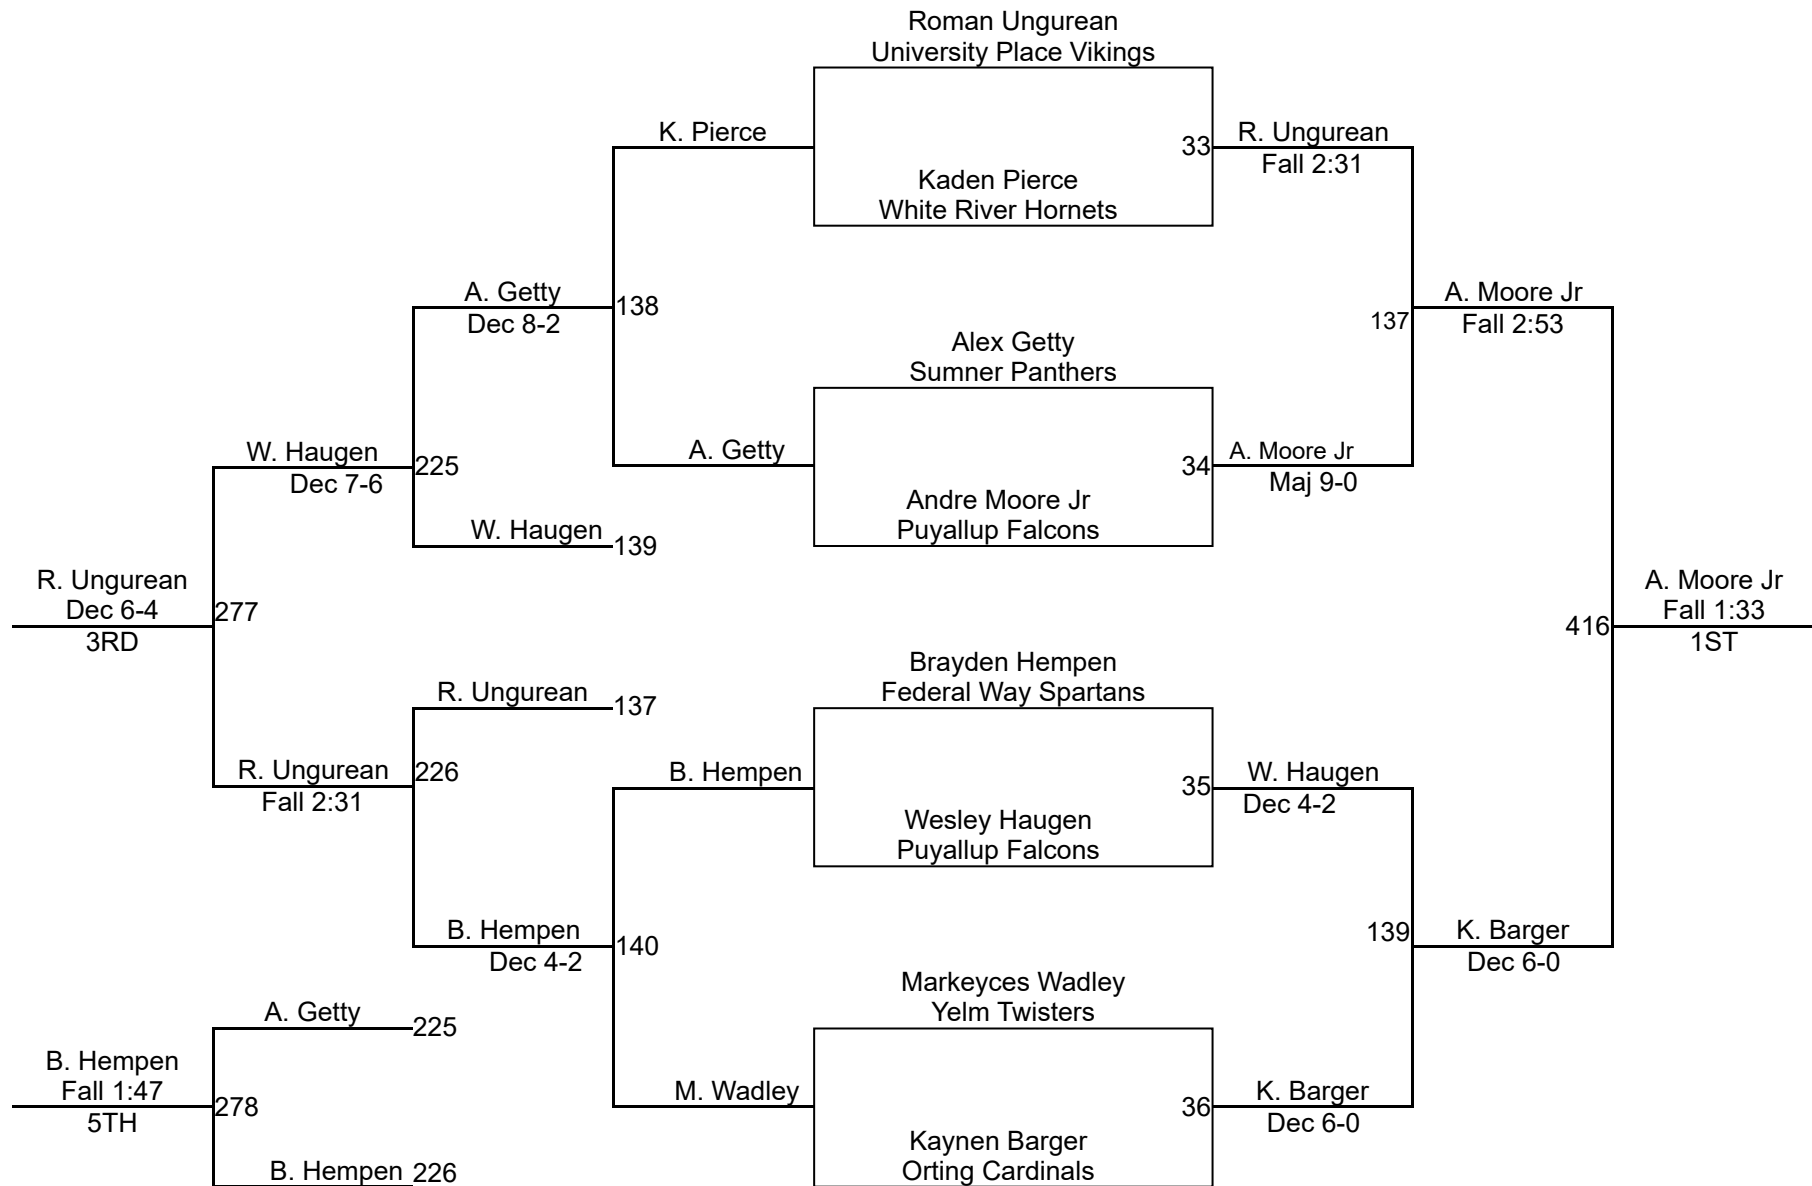 Roman Ungurean
University Place Vikings
K. Pierce
33
R. Ungurean
Fall 2:31
Kaden Pierce
White River Hornets
A. Getty
Dec 8-2
138
137
A. Moore Jr
Fall 2:53
Alex Getty
Sumner Panthers
W. Haugen
Dec 7-6
225
A. Getty
34
A. Moore Jr
Maj 9-0
Andre Moore Jr
Puyallup Falcons
W. Haugen
139
R. Ungurean
Dec 6-4
3RD
277
416
A. Moore Jr
Fall 1:33
1ST
Brayden Hempen
Federal Way Spartans
R. Ungurean
137
R. Ungurean
Fall 2:31
226
B. Hempen
35
W. Haugen
Dec 4-2
Wesley Haugen
Puyallup Falcons
B. Hempen
Dec 4-2
140
139
K. Barger
Dec 6-0
Markeyces Wadley
Yelm Twisters
A. Getty
225
B. Hempen
Fall 1:47
5TH
278
M. Wadley
36
K. Barger
Dec 6-0
Kaynen Barger
Orting Cardinals
B. Hempen
226